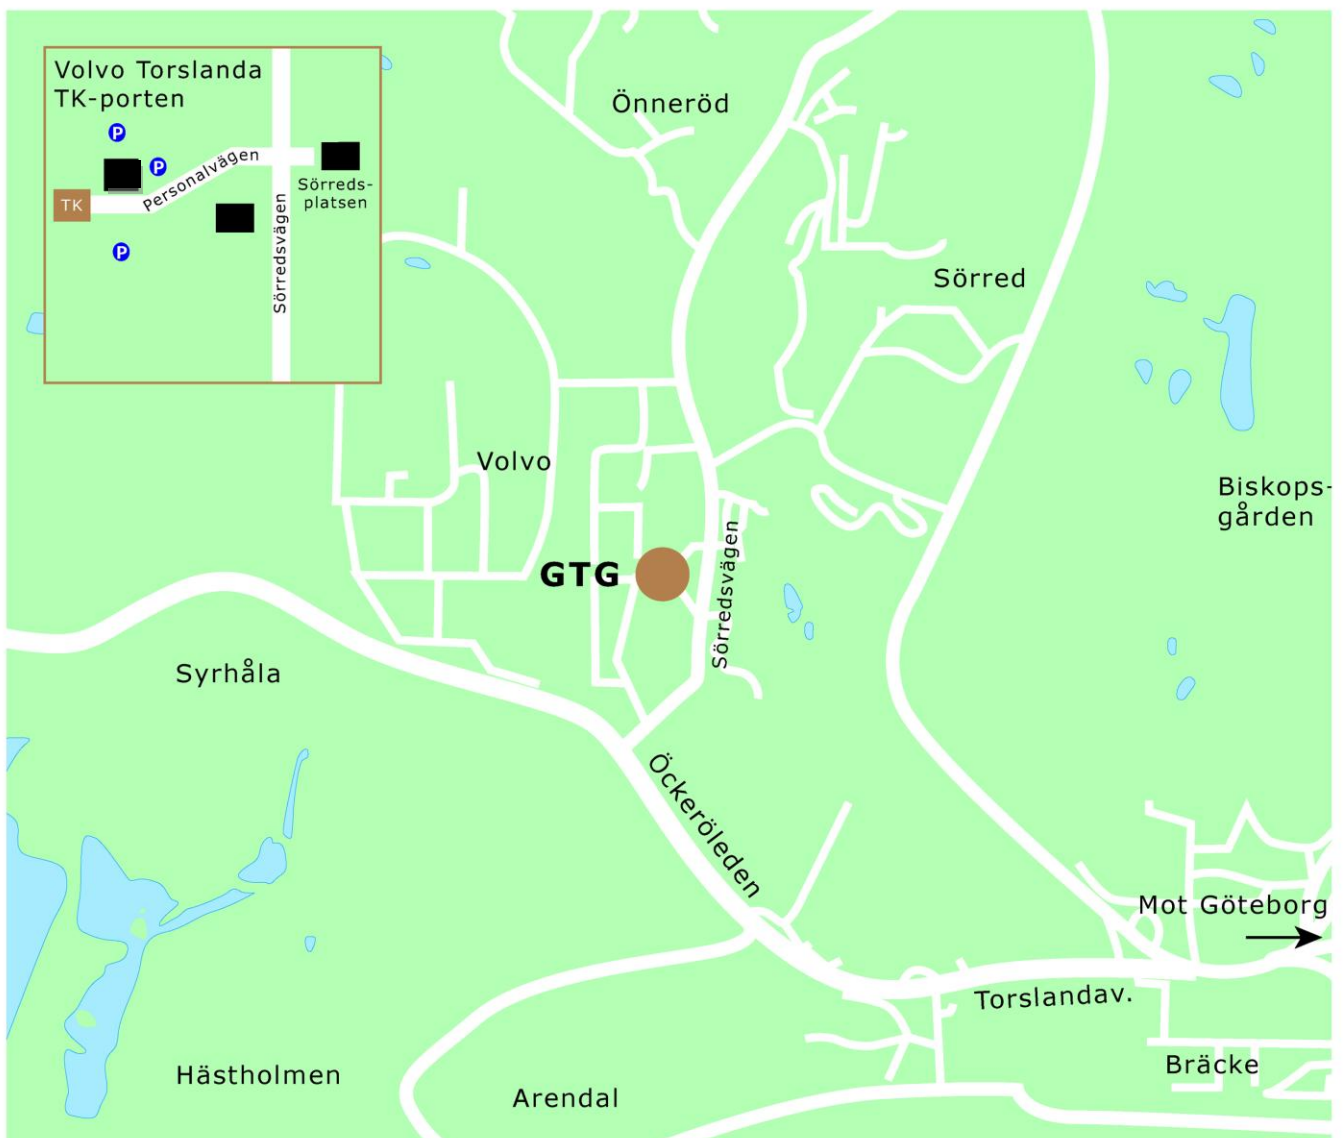 Volvo Torslanda
TK-porten
P
P
Personalvägen
TK
Sörreds-
platsen
Sörredsvägen
P
Önneröd
Sörred
Volvo
Biskops-
gården
GTG
Sörredsvägen
Syrhåla
Öckeröleden
Mot Göteborg
Torslandav.
Hästholmen
Arendal
Bräcke